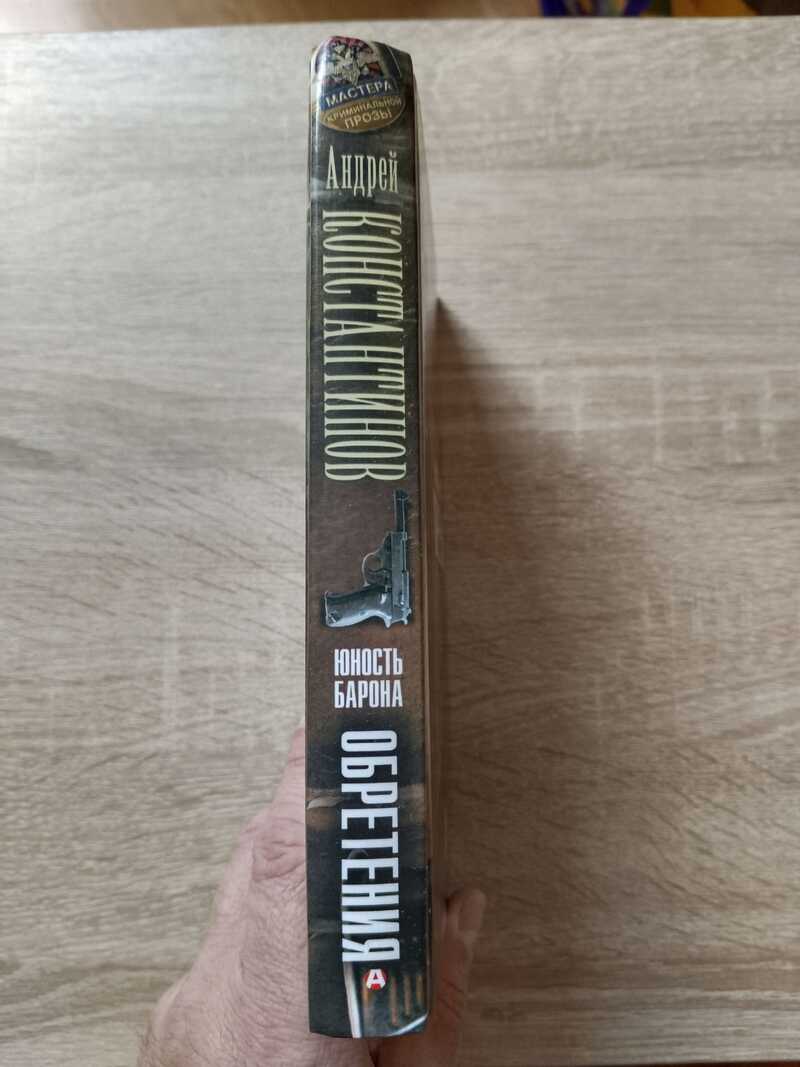 МАСТЕРА
КРИМИНАЛЬНОЙ
ПРОЗЫ
Андрей
КОНСТАНТИНОВ
ЮНОСТЬ
БАРОНА
ОБРЕТЕНИЯ
А